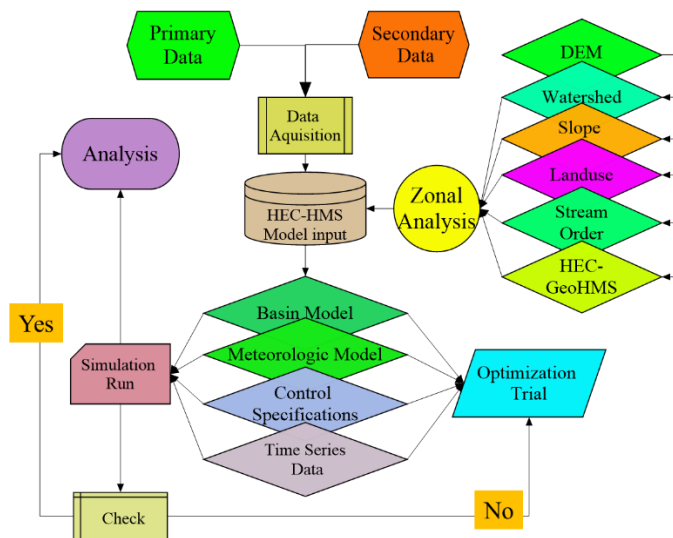 Primary
Data
Secondary
Data
Data
Aquisition
HEC-HMS
Model input
Zonal
Analysis
DEM
Watershed
Slope
Landuse
Stream
Order
HEC-
GeoHMS
Analysis
Yes
Simulation
Run
Basin Model
Meteorologic Model
Control
Specifications
Time Series
Data
Optimization
Trial
Check
No